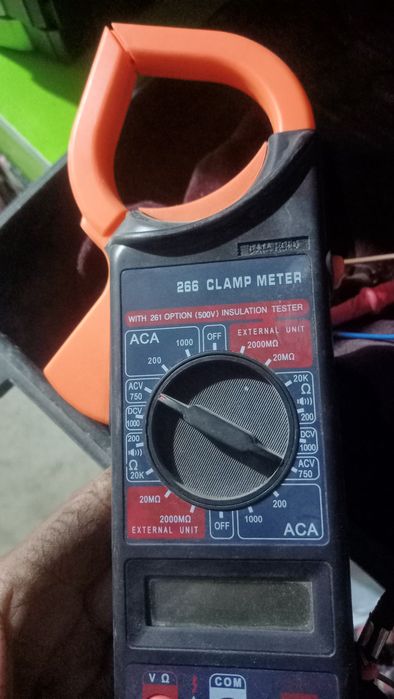 DATA HOLD
266 CLAMP METER
WITH 261 OPTION (500V) INSULATION TESTER
ACA
1000
200
OFF
EXTERNAL UNIT
2000MΩ
20MΩ
ACV
750
DCV
1000
200
Ω
20K
20K
Ω
200
DCV
1000
ACV
750
20MΩ
2000MΩ
EXTERNAL UNIT
OFF
200
1000
ACA
V Ω
COM